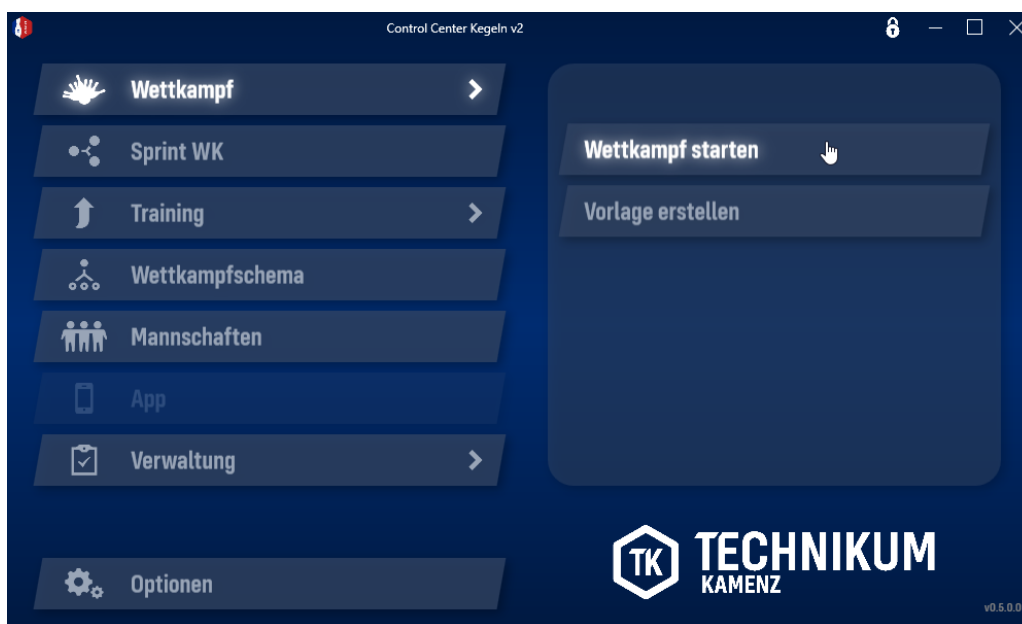 Control Center Kegeln v2
Wettkampf
Sprint WK
Training
Wettkampfschema
Mannschaften
App
Verwaltung
Optionen
Wettkampf starten
Vorlage erstellen
TK
TECHNIKUM
KAMENZ
v0.5.0.0